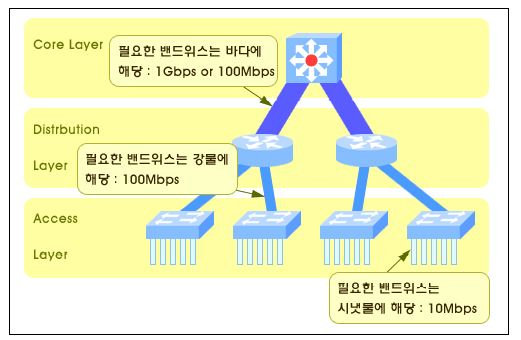 Core Layer
필요한 밴드위스는 바다에
해당 : 1Gbps or 100Mbps
Distrbution
Layer
필요한 밴드위스는 강물에
해당 : 100Mbps
Access
Layer
필요한 밴드위스는
시냇물에 해당 : 10Mbps